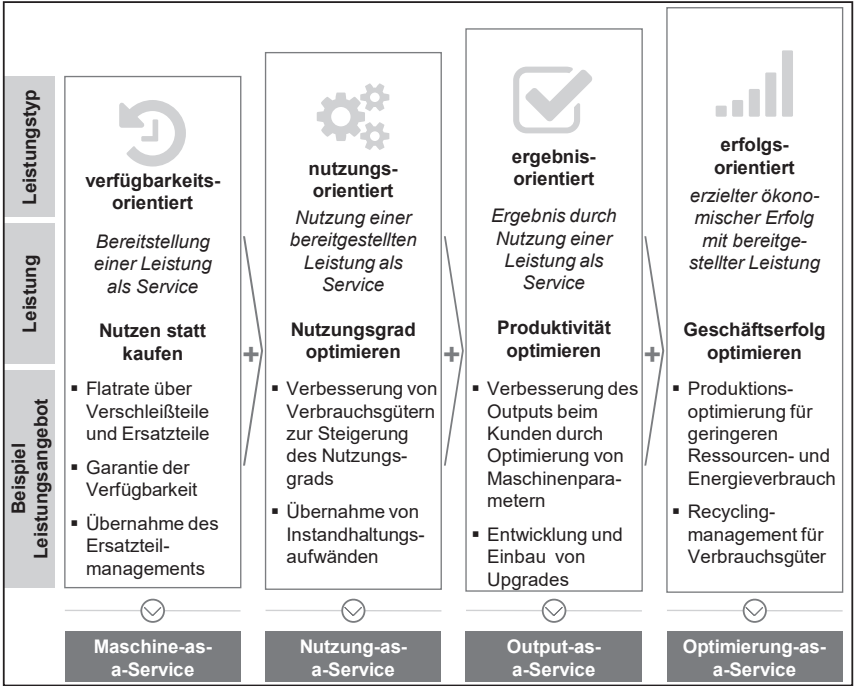 Leistungstyp
verfügbarkeits-
orientiert
nutzungs-
orientiert
ergebnis-
orientiert
erfolgs-
orientiert
Leistung
Bereitstellung
einer Leistung
als Service
Nutzen statt
kaufen
+
Nutzung einer
bereitgestellten
Leistung als
Service
Nutzungsgrad
optimieren
+
Ergebnis durch
Nutzung einer
Leistung als
Service
Produktivität
optimieren
+
erzielter ökono-
mischer Erfolg
mit bereitge-
stellter Leistung
Geschäftserfolg
optimieren
Beispiel
Leistungsangebot
▪ Flatrate über
Verschleißteile
und Ersatzteile
▪ Garantie der
Verfügbarkeit
▪ Übernahme des
Ersatzteil-
managements
▪ Verbesserung von
Verbrauchsgütern
zur Steigerung
des Nutzungs-
grads
▪ Übernahme von
Instandhaltungs-
aufwänden
▪ Verbesserung des
Outputs beim
Kunden durch
Optimierung von
Maschinenpara-
metern
▪ Entwicklung und
Einbau von
Upgrades
▪ Produktions-
optimierung für
geringeren
Ressourcen- und
Energieverbrauch
▪ Recycling-
management für
Verbrauchsgüter
Maschine-as-
a-Service
Nutzung-as-
a-Service
Output-as-
a-Service
Optimierung-as-
a-Service